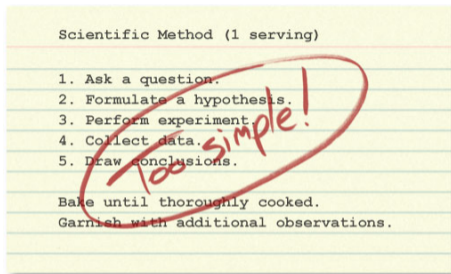 Scientific Method (1 serving)
1. Ask a question.
2. Formulate a hypothesis.
3. Perform experiment.
4. Collect data.
5. Draw conclusions.
Too simple!
Bake until thoroughly cooked.
Garnish with additional observations.